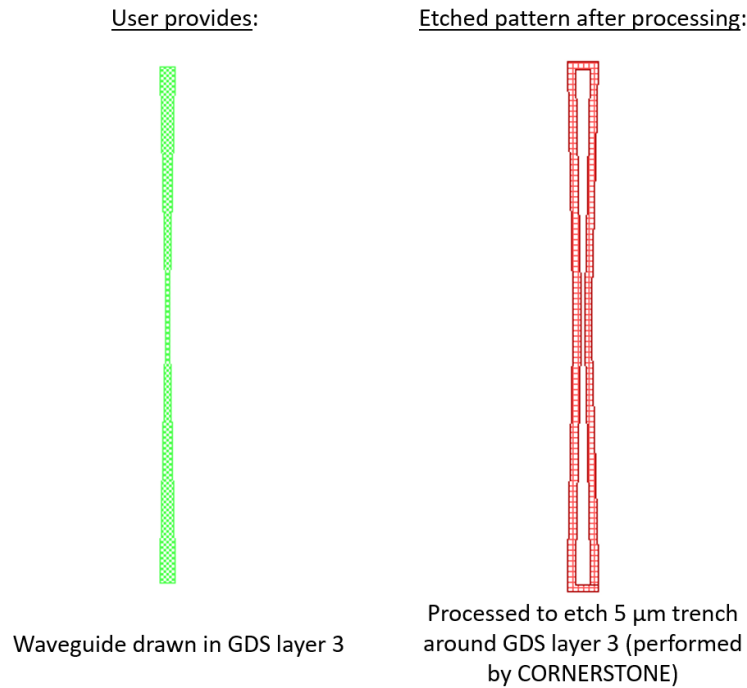 User provides:
Etched pattern after processing:
Waveguide drawn in GDS layer 3
Processed to etch 5 µm trench
around GDS layer 3 (performed
by CORNERSTONE)